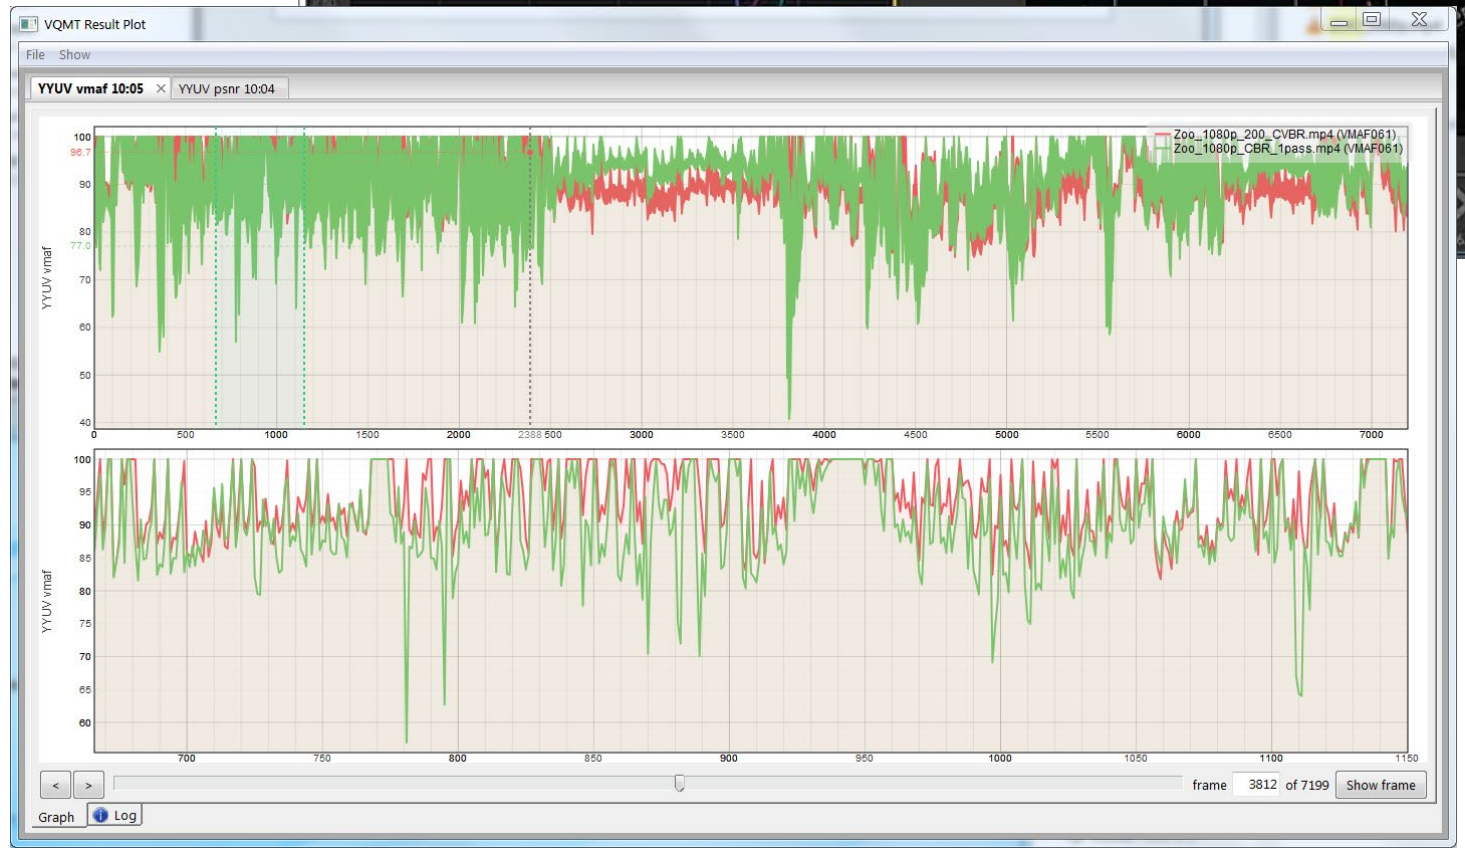 VQMT Result Plot
File Show
YYUV vmaf 10:05 × YYUV psnr 10:04
Zoo_1080p_200_CVBR.mp4 (VMAF061)
Zoo_1080p_CBR_1pass.mp4 (VMAF061)
YYUV vmaf
100
96.7
90
80
77.0
70
60
50
40
0 500 1000 1500 2000 2388 500 3000 3500 4000 4500 5000 5500 6000 6500 7000
YYUV vmaf
100
95
90
85
80
75
70
65
60
700 750 800 850 900 950 1000 1050 1100 1150
< > frame 3812 of 7199 Show frame
Graph Log